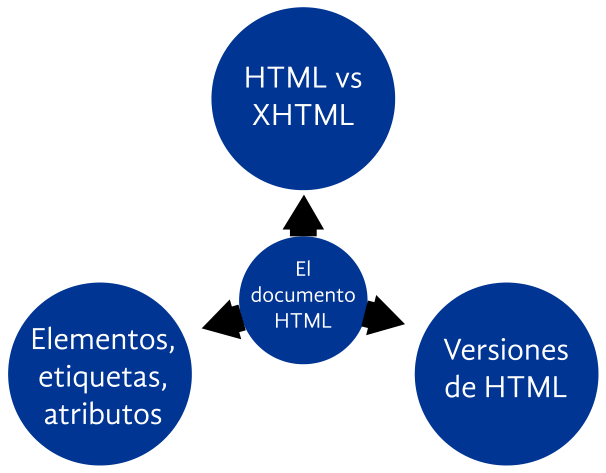 HTML vs
XHTML
El
documento
HTML
Elementos,
etiquetas,
atributos
Versiones
de HTML